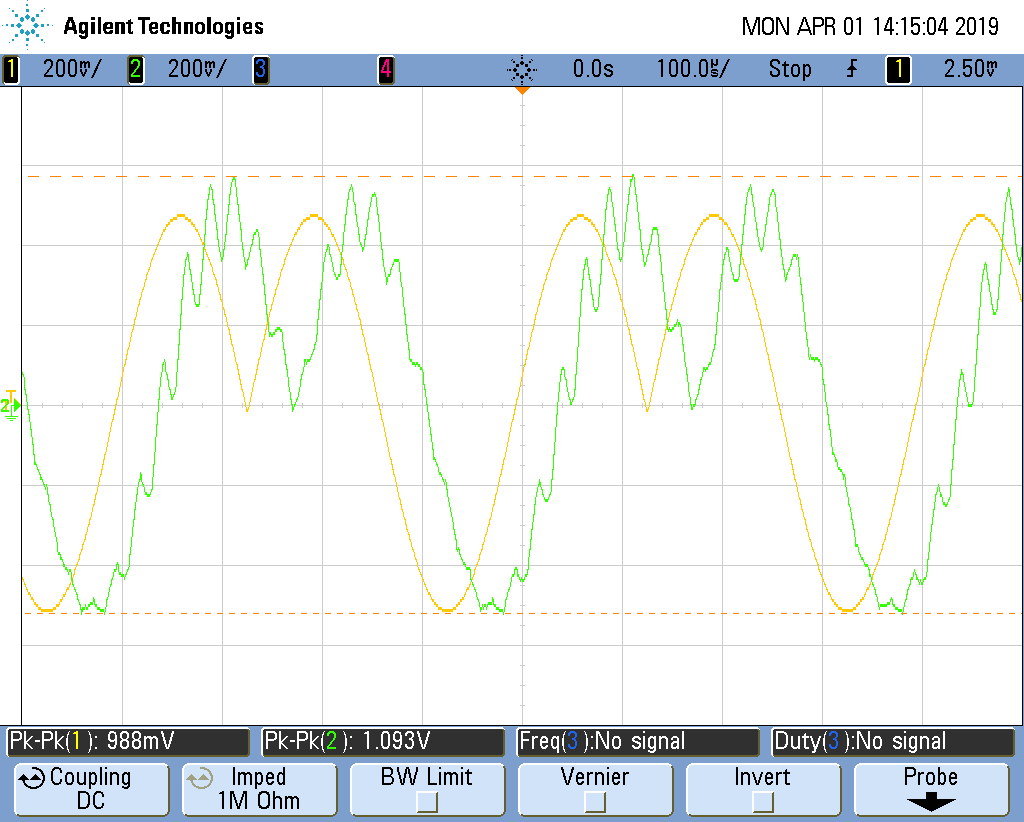 Agilent Technologies MON APR 01 14:15:04 2019
1 200mV/ 2 200mV/ 3 4 0.0s 100.0µs/ Stop 1 2.50V
2
Pk-Pk(1): 988mV Pk-Pk(2): 1.093V Freq(3):No signal Duty(3):No signal
Coupling Imped BW Limit Vernier Invert Probe
DC 1M Ohm